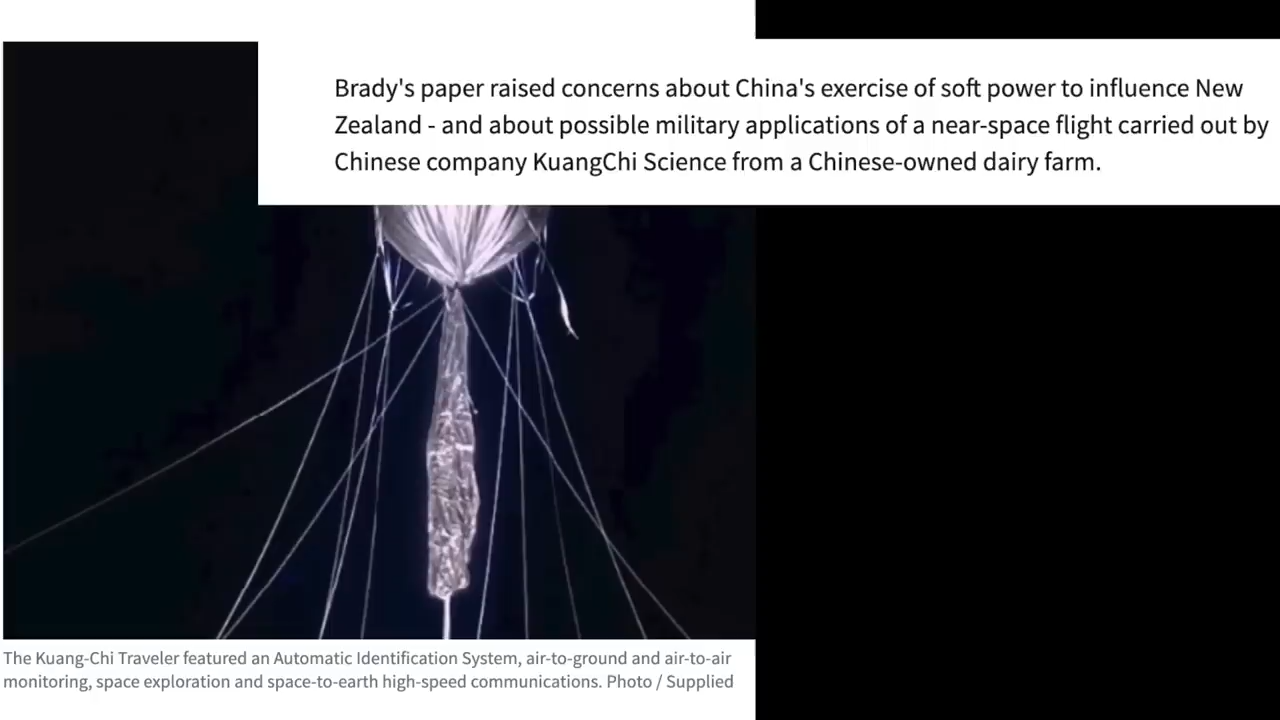 Brady's paper raised concerns about China's exercise of soft power to influence New
Zealand - and about possible military applications of a near-space flight carried out by
Chinese company KuangChi Science from a Chinese-owned dairy farm.
The Kuang-Chi Traveler featured an Automatic Identification System, air-to-ground and air-to-air
monitoring, space exploration and space-to-earth high-speed communications. Photo / Supplied